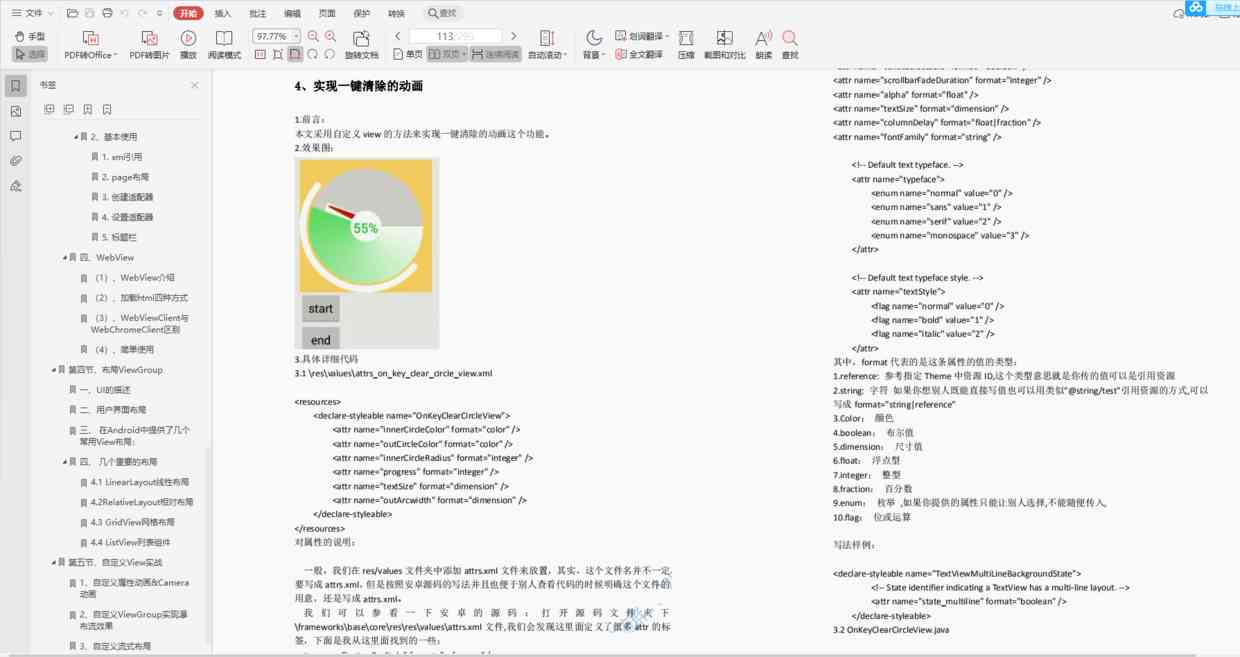 文件
开始
插入
批注
编辑
页面
保护
转换
查找
手型
选择
PDF转Office
PDF转图片
播放
阅读模式
97.77%
旋转文档
113/295
单页
双页
连续阅读
自动滚动
背景
划词翻译
全文翻译
压缩
截图和对比
朗读
查找
书签
2、基本使用
1. xml引用
2. page布局
3. 创建适配器
4. 设置适配器
5. 标题栏
四、WebView
（1）、WebView介绍
（2）、加载html四种方式
（3）、WebViewClient与
WebChromeClient区别
（4）、简单使用
第四节、布局ViewGroup
一、UI的描述
二、用户界面布局
三、 在Android中提供了几个
常用View布局:
四、 几个重要的布局
4.1 LinearLayout线性布局
4.2RelativeLayout相对布局
4.3 GridView网格布局
4.4 ListView列表组件
第五节、自定义View实战
1、自定义属性动画&Camera
动画
2、自定义ViewGroup实现瀑
布流效果
3、自定义流式布局
4、实现一键清除的动画
1.前言:
本文采用自定义 view 的方法来实现一键清除的动画这个功能。
2.效果图:
55%
start
end
3.具体详细代码
3.1 \res\values\attrs_on_key_clear_circle_view.xml
<resources>
<declare-styleable name="OnKeyClearCircleView">
<attr name="innerCircleColor" format="color" />
<attr name="outCircleColor" format="color" />
<attr name="innerCircleRadius" format="integer" />
<attr name="progress" format="integer" />
<attr name="textSize" format="dimension" />
<attr name="outArcwidth" format="dimension" />
</declare-styleable>
</resources>
对属性的说明:
一般，我们在 res/values 文件夹中添加 attrs.xml 文件来放置，其实，这个文件名并不一定
要写成 attrs.xml，但是按照安卓源码的写法并且也便于别人查看代码的时候明确这个文件的
用意，还是写成 attrs.xml。
我们可以参看一下安卓的源码：打开源码文件夹下
\frameworks\base\core\res\res\values\attrs.xml 文件,我们会发现这里面定义了很多 attr 的标
签，下面是我从这里面找到的一些：
<attr name="scrollbarFadeDuration" format="integer" />
<attr name="alpha" format="float" />
<attr name="textSize" format="dimension" />
<attr name="columnDelay" format="float|fraction" />
<attr name="fontFamily" format="string" />
<!-- Default text typeface. -->
<attr name="typeface">
<enum name="normal" value="0" />
<enum name="sans" value="1" />
<enum name="serif" value="2" />
<enum name="monospace" value="3" />
</attr>
<!-- Default text typeface style. -->
<attr name="textStyle">
<flag name="normal" value="0" />
<flag name="bold" value="1" />
<flag name="italic" value="2" />
</attr>
其中，format 代表的是这条属性的值的类型：
1.reference: 参考指定 Theme 中资源 ID,这个类型意思就是你传的值可以是引用资源
2.string: 字符 如果你想别人既能直接写值也可以用类似"@string/test"引用资源的方式,可以
写成 format="string|reference"
3.Color： 颜色
4.boolean： 布尔值
5.dimension： 尺寸值
6.float： 浮点型
7.integer： 整型
8.fraction： 百分数
9.enum： 枚举 ,如果你提供的属性只能让别人选择,不能随便传入,
10.flag： 位或运算
写法样例：
<declare-styleable name="TextViewMultiLineBackgroundState">
<!-- State identifier indicating a TextView has a multi-line layout. -->
<attr name="state_multiline" format="boolean" />
</declare-styleable>
3.2 OnKeyClearCircleView.java